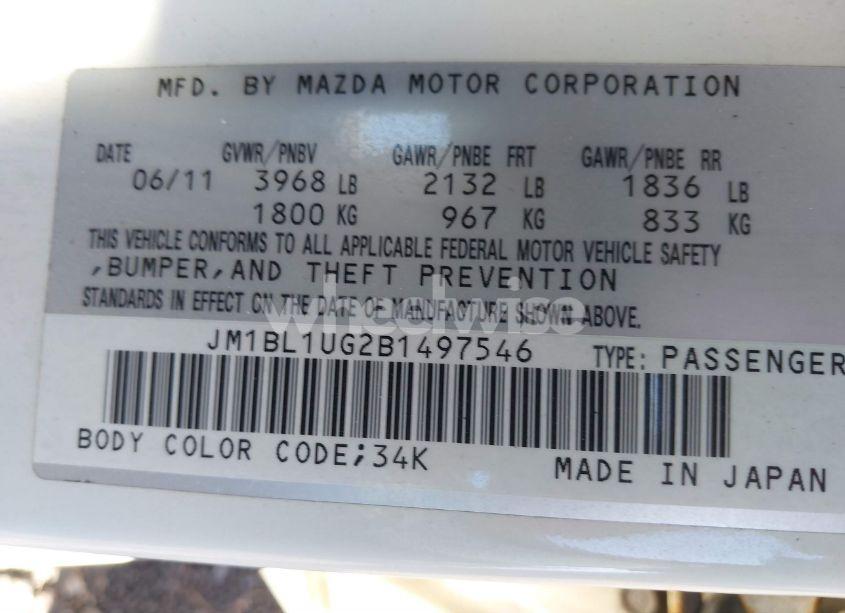 MFD. BY MAZDA MOTOR CORPORATION
DATE GVWR/PNBV GAWR/PNBE FRT GAWR/PNBE RR
06/11 3968 LB 2132 LB 1836 LB
1800 KG 967 KG 833 KG
THIS VEHICLE CONFORMS TO ALL APPLICABLE FEDERAL MOTOR VEHICLE SAFETY
,BUMPER,AND THEFT PREVENTION
STANDARDS IN EFFECT ON THE DATE OF MANUFACTURE SHOWN ABOVE.
wheelwise
JM1BL1UG2B1497546 TYPE: PASSENGER
BODY COLOR CODE;34K
MADE IN JAPAN